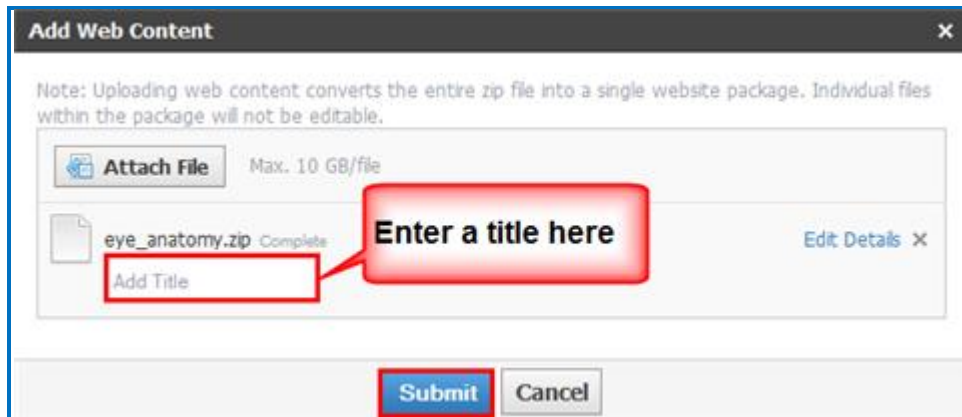 Add Web Content ×
Note: Uploading web content converts the entire zip file into a single website package. Individual files
within the package will not be editable.
Attach File Max. 10 GB/file
eye_anatomy.zip Complete Enter a title here Edit Details ×
Add Title
Submit Cancel